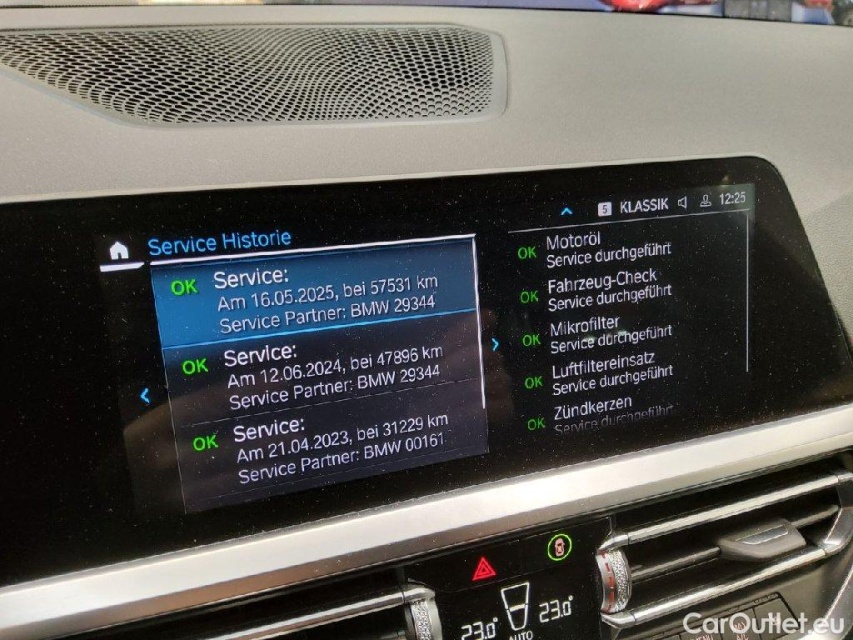 5 KLASSIK 12:25
Service Historie
OK Service:
Am 16.05.2025, bei 57531 km
Service Partner: BMW 29344
OK Service:
Am 12.06.2024, bei 47896 km
Service Partner: BMW 29344
OK Service:
Am 21.04.2023, bei 31229 km
Service Partner: BMW 00161
OK Motoröl
Service durchgeführt
OK Fahrzeug-Check
Service durchgeführt
OK Mikrofilter
Service durchgeführt
OK Luftfiltereinsatz
Service durchgeführt
OK Zündkerzen
Service durchgeführt
23.0° 23.0°
AUTO
CarOutlet.eu